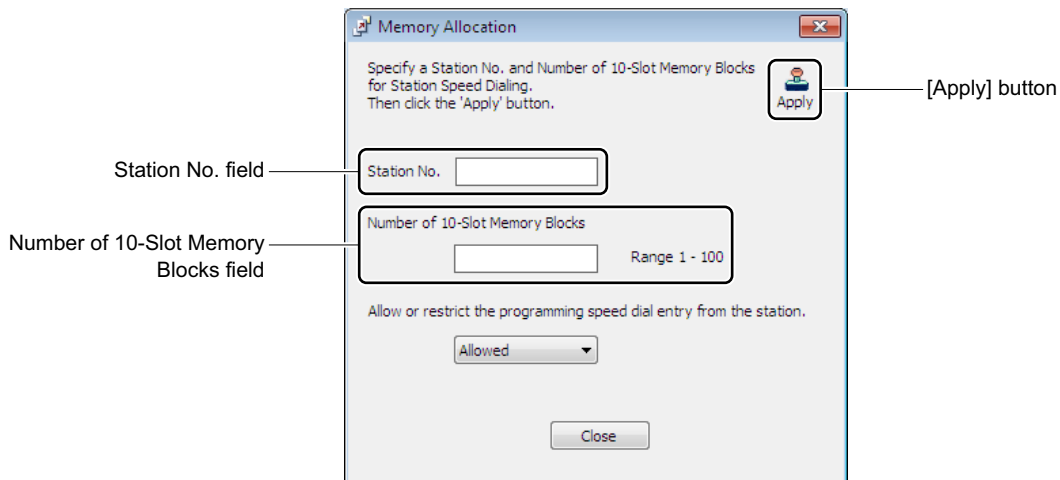 Memory Allocation
Specify a Station No. and Number of 10-Slot Memory Blocks
for Station Speed Dialing.
Then click the 'Apply' button.
Apply
[Apply] button
Station No. field
Station No.
Number of 10-Slot Memory Blocks
Number of 10-Slot Memory
Blocks field
Range 1 - 100
Allow or restrict the programming speed dial entry from the station.
Allowed
Close